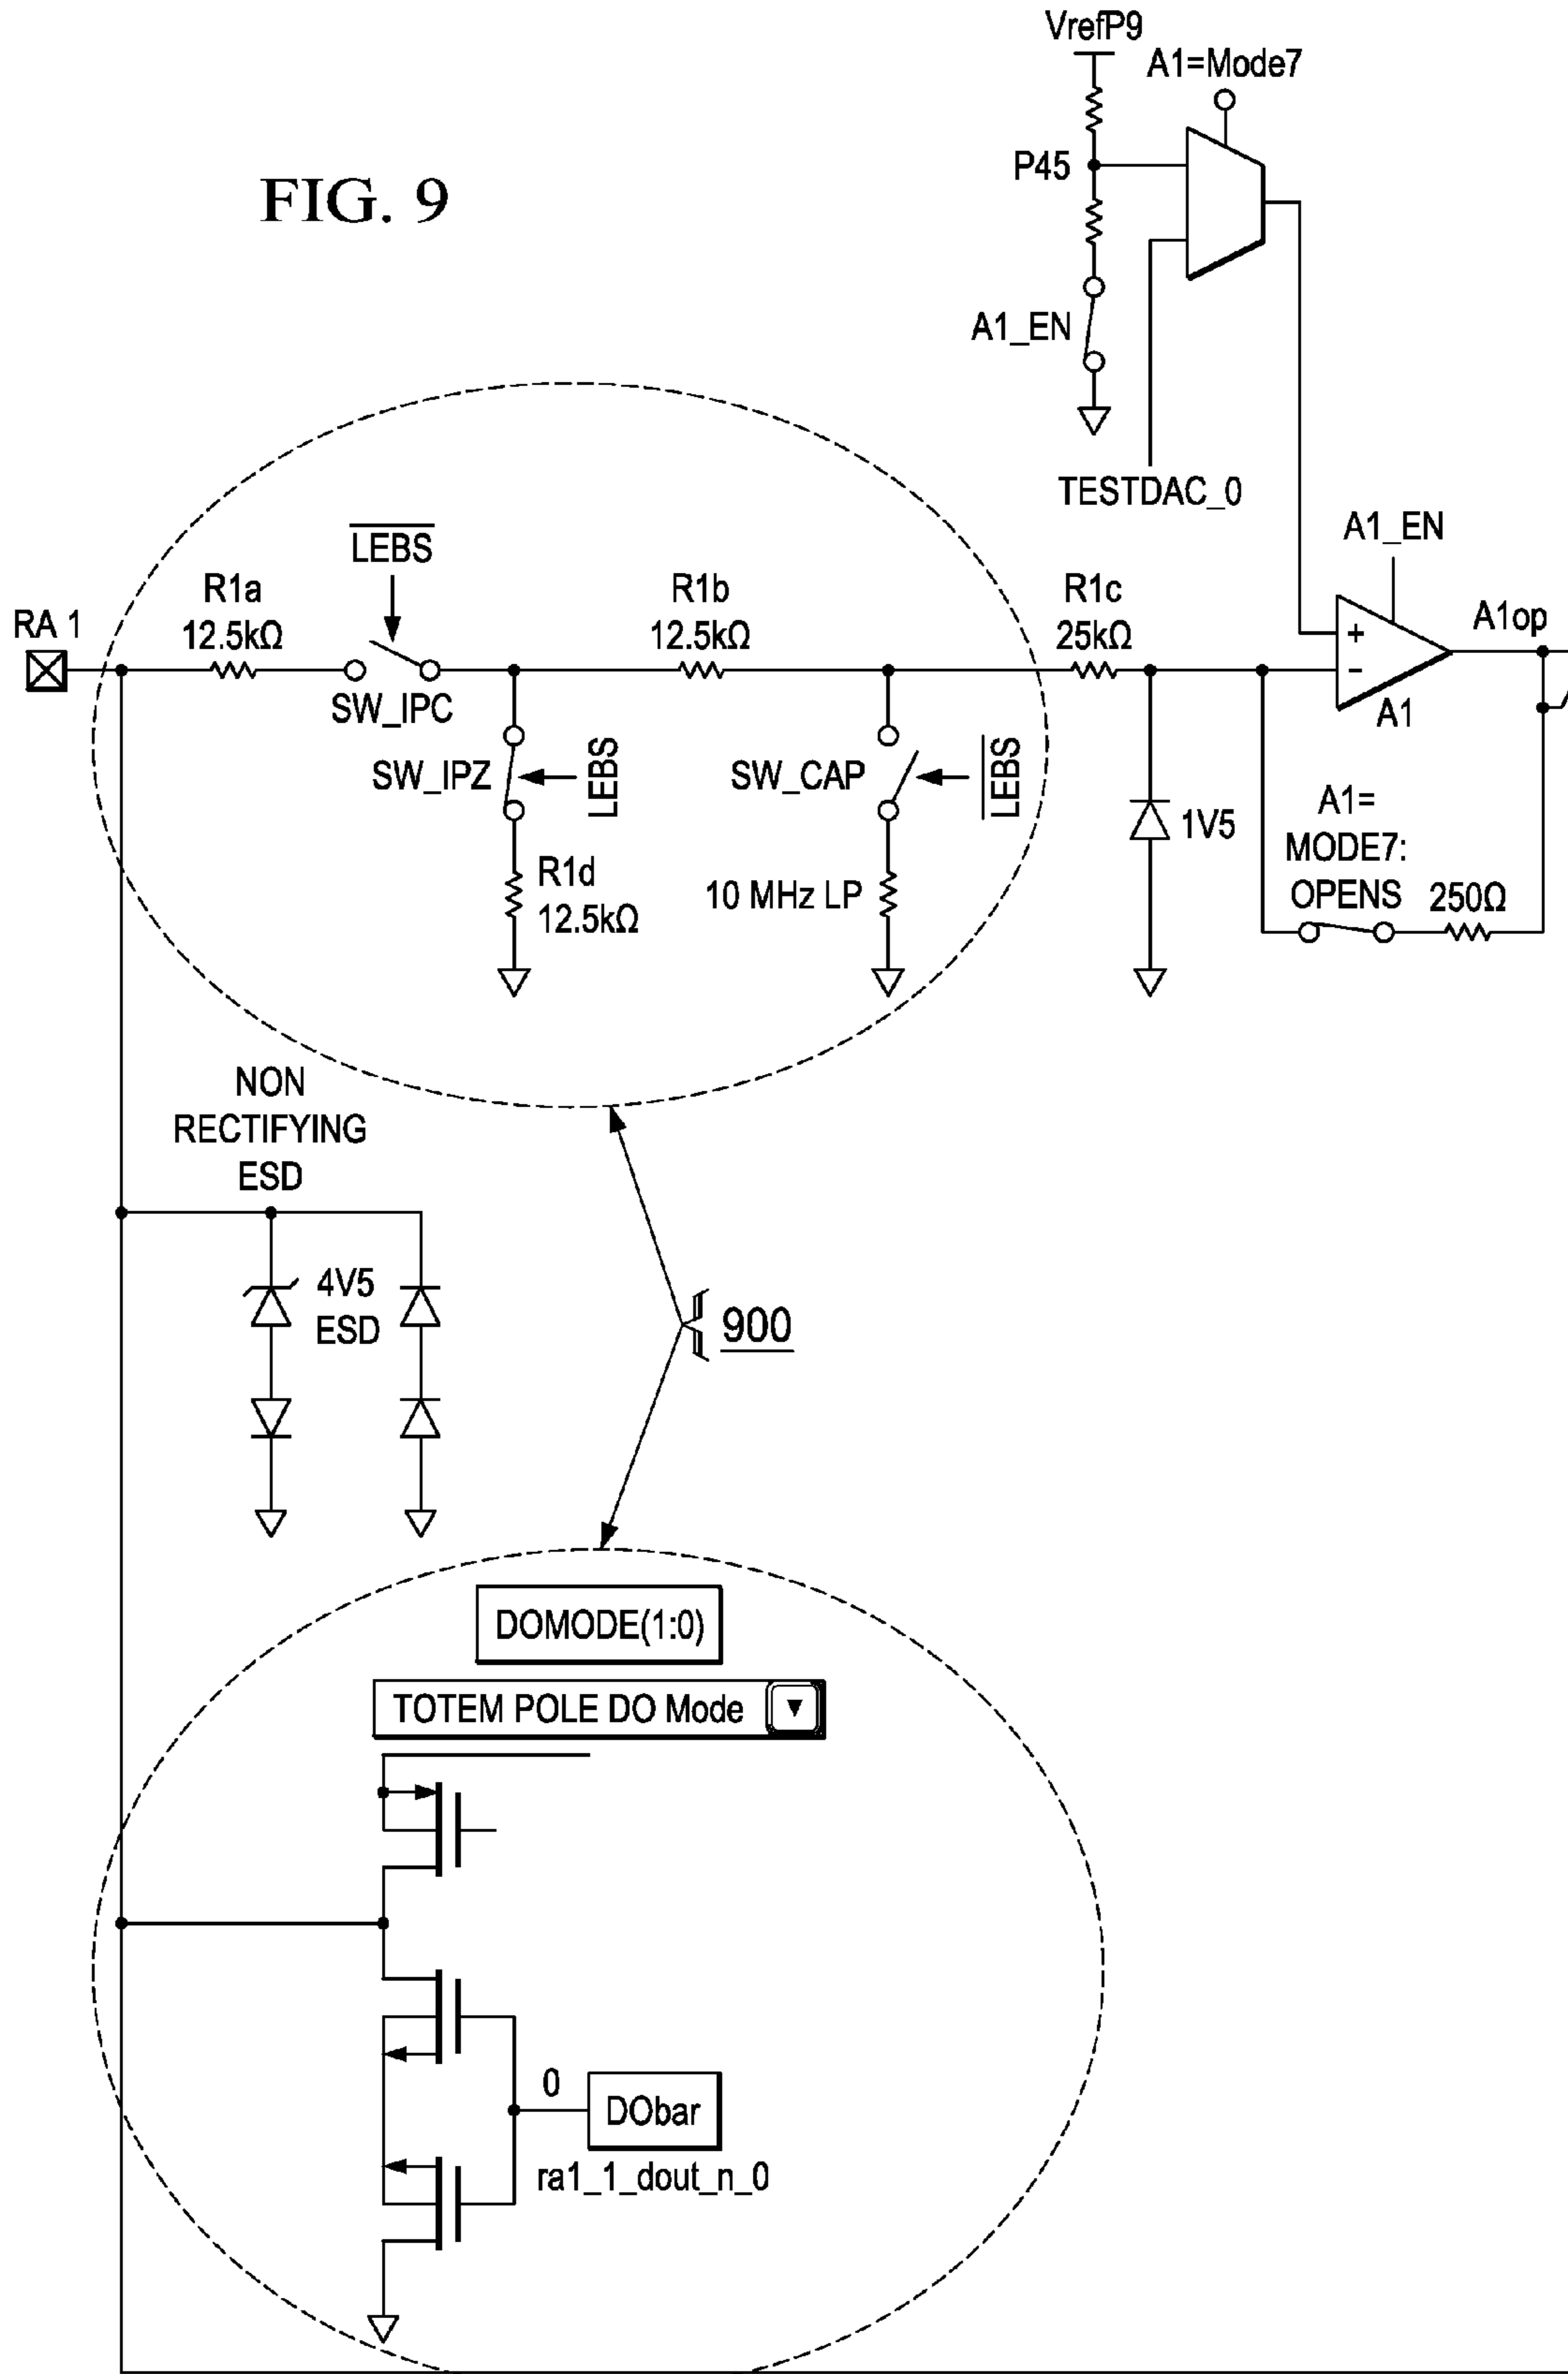 FIG. 9
VrefP9
A1=Mode7
P45
A1_EN
TESTDAC_0
A1_EN
A1op
+
−
A1
RA 1
R1a
12.5kΩ
L̅E̅B̅S̅
SW_IPC
R1b
12.5kΩ
R1c
25kΩ
SW_IPZ
LEBS
R1d
12.5kΩ
SW_CAP
L̅E̅B̅S̅
10 MHz LP
1V5
A1=
MODE7:
OPENS
250Ω
NON
RECTIFYING
ESD
4V5
ESD
900
DOMODE(1:0)
TOTEM POLE DO Mode ▼
0
DObar
ra1_1_dout_n_0